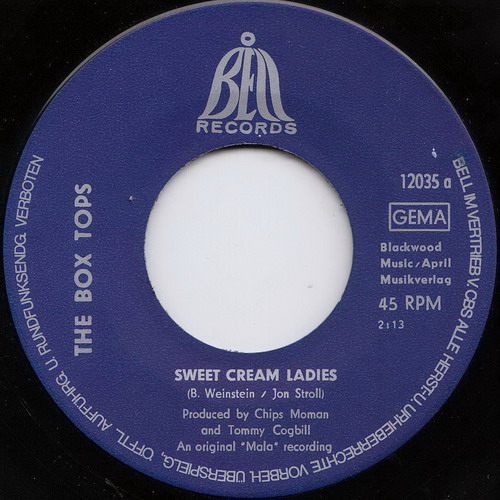 BELL
RECORDS
THE BOX TOPS
12035 a
GEMA
Blackwood
Music/April
Musikverlag
45 RPM
2:13
SWEET CREAM LADIES
(B. Weinstein / Jon Stroll)
Produced by Chips Moman
and Tommy Cogbill
An original "Mala" recording
BELL IM VERTRIEB V. CBS ALLE HERST.- U. URHEBERRECHTE VORBEH. ÜBERSPIELG., ÖFFTL. AUFFÜHRG. U. RUNDFUNKSENDG. VERBOTEN